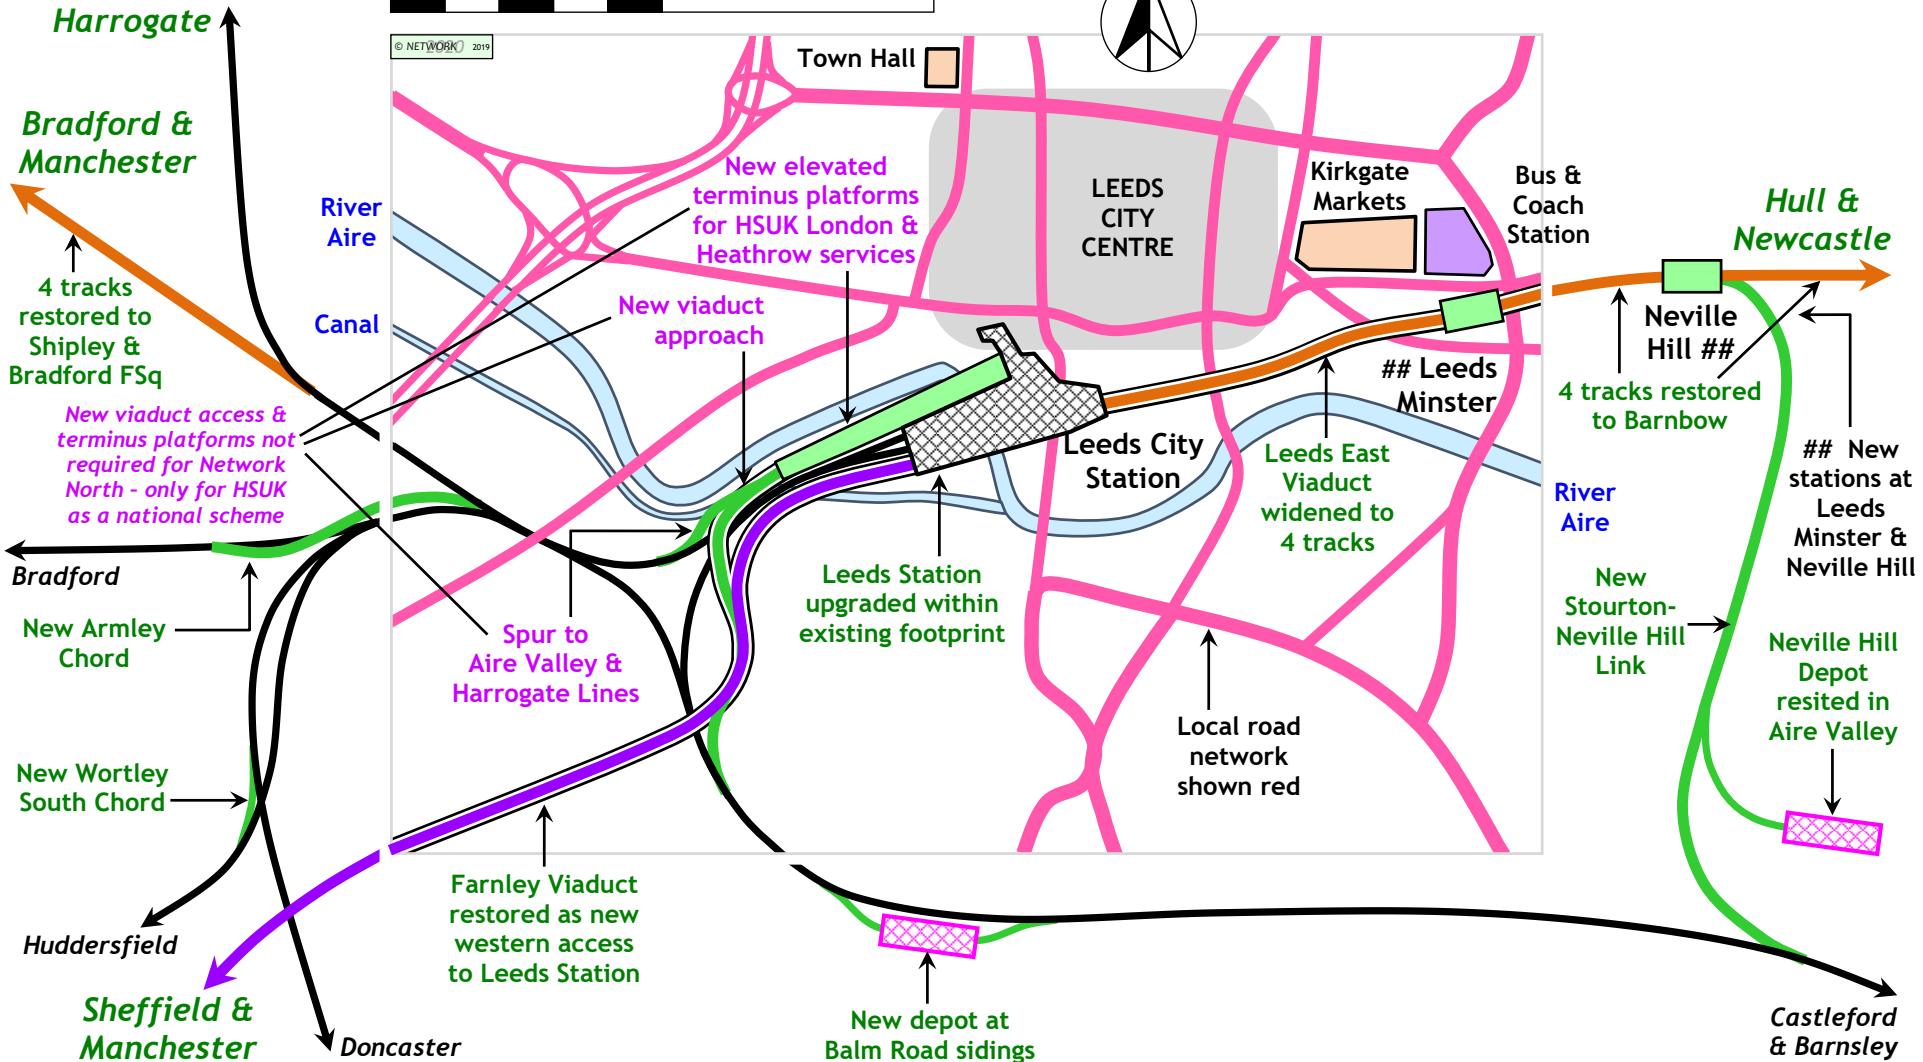 Harrogate
© NETWORK 2020 2019
Town Hall
Bradford &
Manchester
New elevated
terminus platforms
for HSUK London &
Heathrow services
LEEDS
CITY
CENTRE
Kirkgate
Markets
Bus &
Coach
Station
Hull &
Newcastle
River
Aire
Canal
4 tracks
restored to
Shipley &
Bradford FSq
New viaduct
approach
Neville
Hill ##
## Leeds
Minster
4 tracks restored
to Barnbow
New viaduct access &
terminus platforms not
required for Network
North - only for HSUK
as a national scheme
Leeds City
Station
Leeds East
Viaduct
widened to
4 tracks
River
Aire
## New
stations at
Leeds
Minster &
Neville Hill
Bradford
New Armley
Chord
Spur to
Aire Valley &
Harrogate Lines
Leeds Station
upgraded within
existing footprint
New
Stourton-
Neville Hill
Link
Neville Hill
Depot
resited in
Aire Valley
Local road
network
shown red
New Wortley
South Chord
Farnley Viaduct
restored as new
western access
to Leeds Station
Huddersfield
Sheffield &
Manchester
Doncaster
New depot at
Balm Road sidings
Castleford
& Barnsley